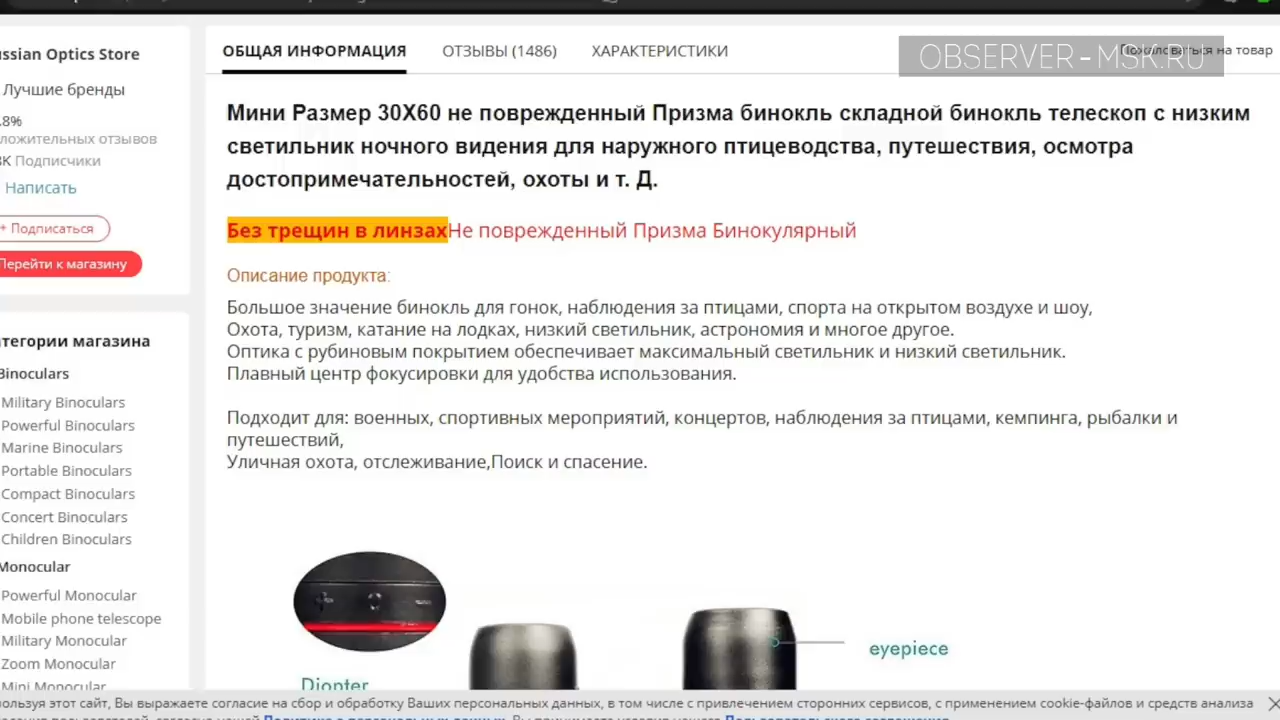 ussian Optics Store
Лучшие бренды
.8%
ложительных отзывов
Подписчики
Написать
+ Подписаться
Перейти к магазину
атегории магазина
Binoculars
Military Binoculars
Powerful Binoculars
Marine Binoculars
Portable Binoculars
Compact Binoculars
Concert Binoculars
Children Binoculars
Monocular
Powerful Monocular
Mobile phone telescope
Military Monocular
Zoom Monocular
Mini Monocular
ОБЩАЯ ИНФОРМАЦИЯ ОТЗЫВЫ (1486) ХАРАКТЕРИСТИКИ
Пожаловаться на товар
OBSERVER-MSK.RU
Мини Размер 30X60 не поврежденный Призма бинокль складной бинокль телескоп с низким
светильник ночного видения для наружного птицеводства, путешествия, осмотра
достопримечательностей, охоты и т. Д.
Без трещин в линзахНе поврежденный Призма Бинокулярный
Описание продукта:
Большое значение бинокль для гонок, наблюдения за птицами, спорта на открытом воздухе и шоу,
Охота, туризм, катание на лодках, низкий светильник, астрономия и многое другое.
Оптика с рубиновым покрытием обеспечивает максимальный светильник и низкий светильник.
Плавный центр фокусировки для удобства использования.
Подходит для: военных, спортивных мероприятий, концертов, наблюдения за птицами, кемпинга, рыбалки и
путешествий,
Уличная охота, отслеживание,Поиск и спасение.
eyepiece
Diopter
пользуя этот сайт, Вы выражаете согласие на сбор и обработку Ваших персональных данных, в том числе с привлечением сторонних сервисов, с применением cookie-файлов и средств анализа